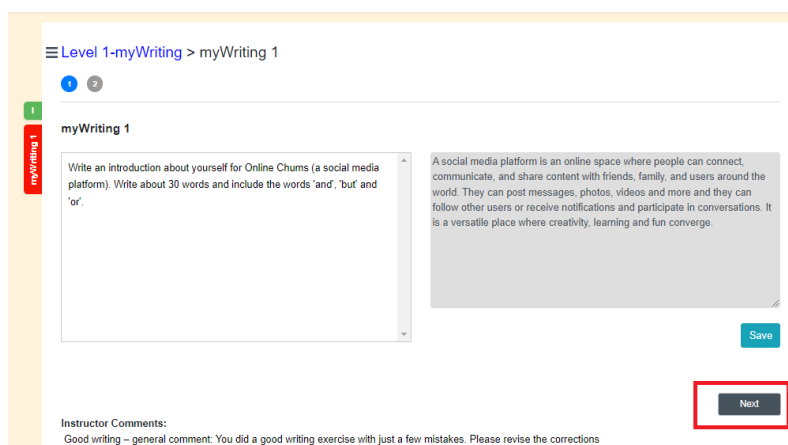 Level 1-myWriting > myWriting 1
1 2
I
myWriting 1
myWriting 1
Write an introduction about yourself for Online Chums (a social media
platform). Write about 30 words and include the words 'and', 'but' and
'or'.
A social media platform is an online space where people can connect,
communicate, and share content with friends, family, and users around the
world. They can post messages, photos, videos and more and they can
follow other users or receive notifications and participate in conversations. It
is a versatile place where creativity, learning and fun converge.
Save
Next
Instructor Comments:
Good writing – general comment: You did a good writing exercise with just a few mistakes. Please revise the corrections